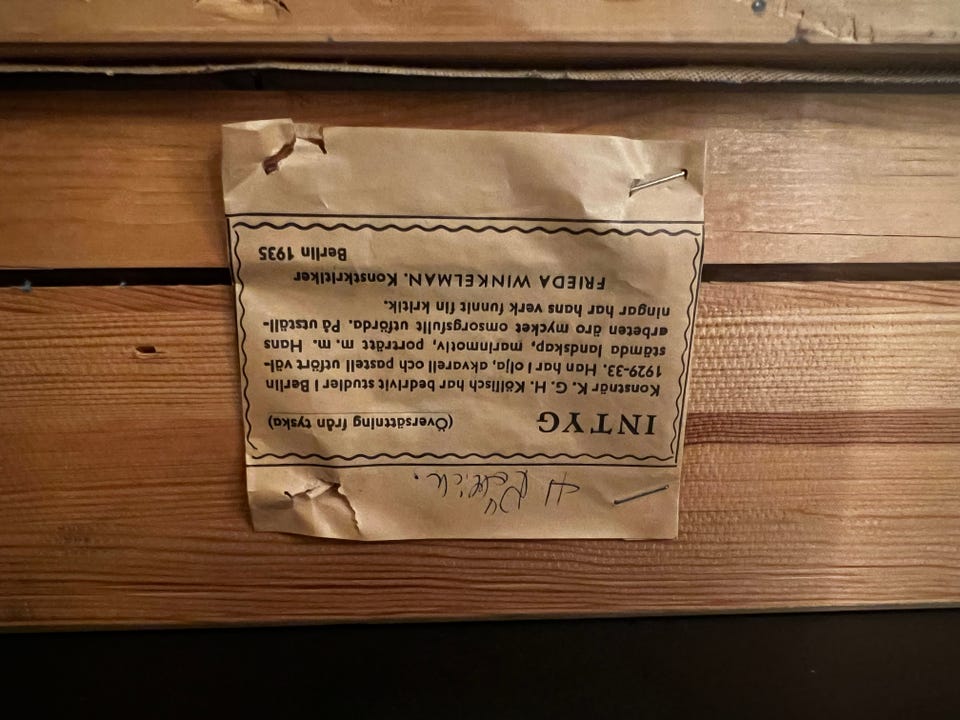 INTYG (Översättning från tyska)
Konstnär K. G. H. Källisch har bedrivit studier i Berlin
1929-33. Han har i olja, akvarell och pastell utfört väl-
stämda landskap, marinmotiv, porträtt m. m. Hans
arbeten äro mycket omsorgsfullt utförda. På utställ-
ningar har hans verk funnit fin kritik.
FRIEDA WINKELMAN, Konstkritiker
Berlin 1935